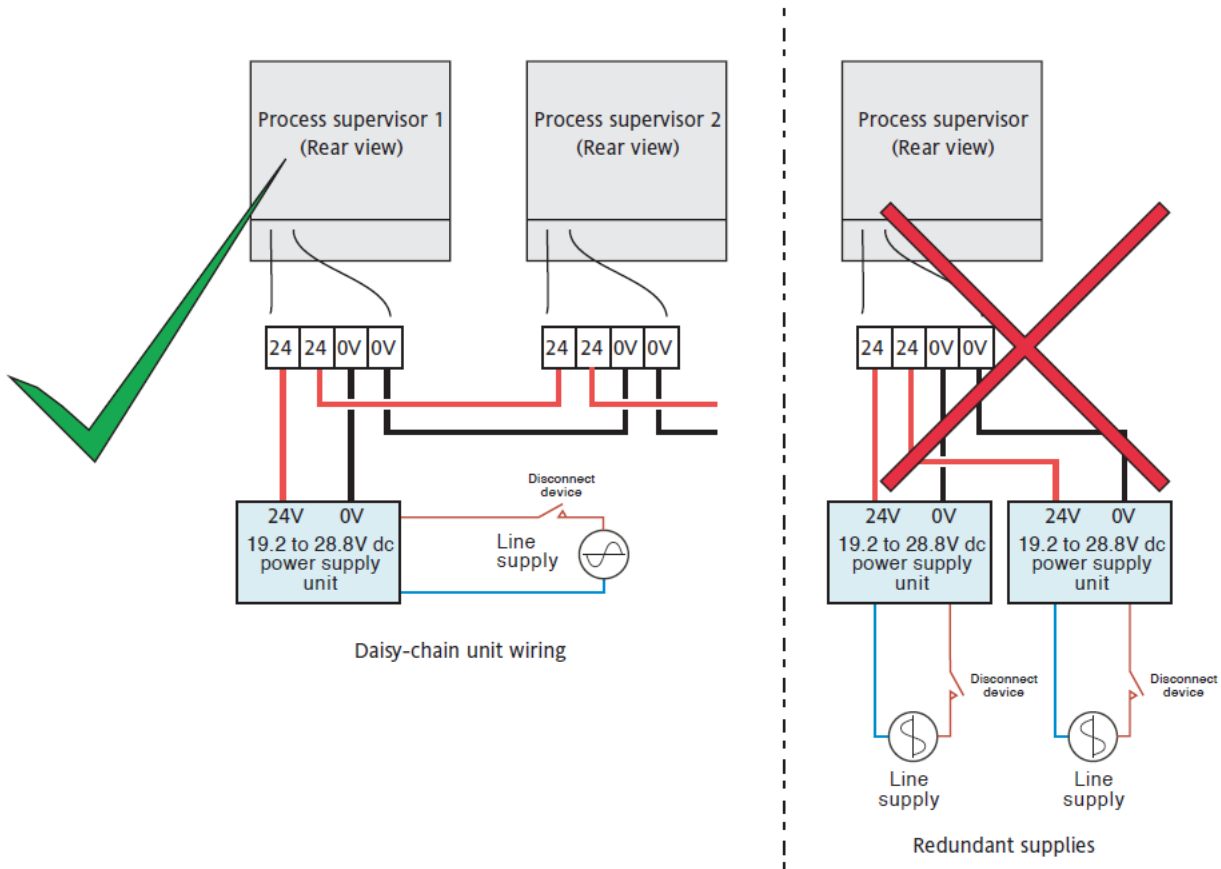 Process supervisor 1
(Rear view)
Process supervisor 2
(Rear view)
24 24 0V 0V
24 24 0V 0V
Disconnect
device
24V 0V
19.2 to 28.8V dc
power supply
unit
Line
supply
Daisy-chain unit wiring
Process supervisor
(Rear view)
24 24 0V 0V
24V 0V
19.2 to 28.8V dc
power supply
unit
24V 0V
19.2 to 28.8V dc
power supply
unit
Disconnect
device
Disconnect
device
Line
supply
Line
supply
Redundant supplies